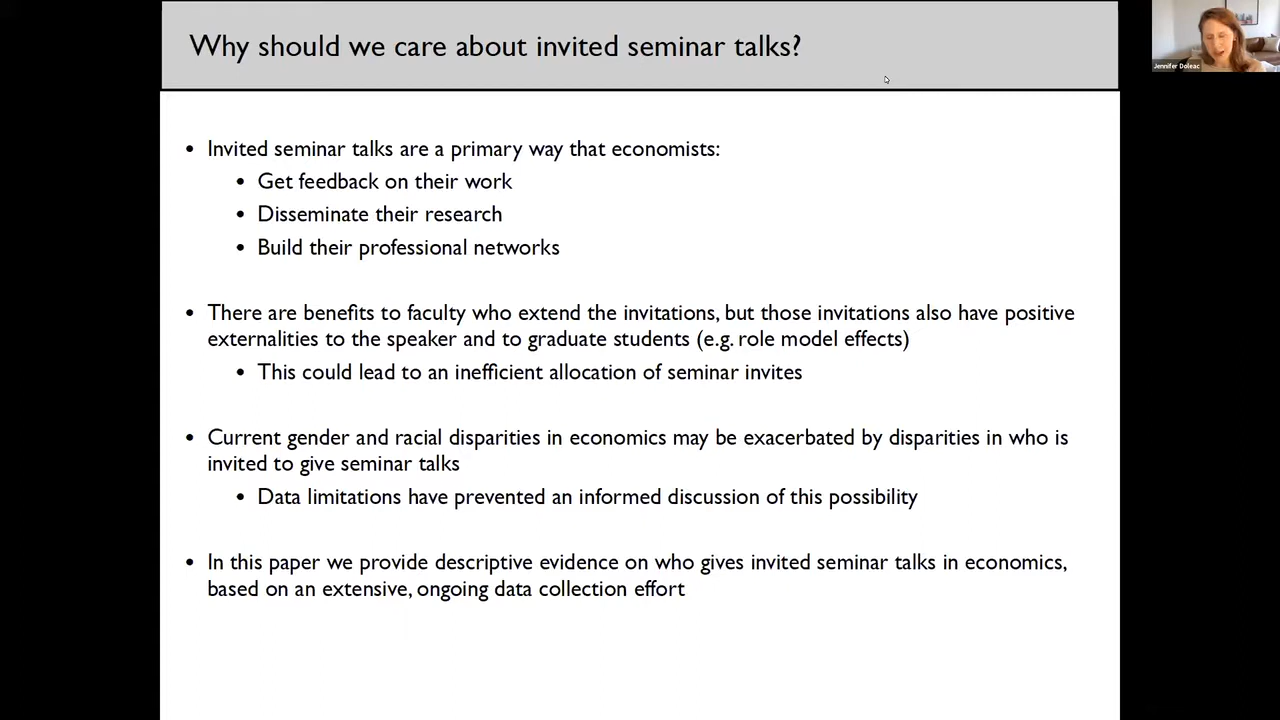 Why should we care about invited seminar talks?
Jennifer Doleac
• Invited seminar talks are a primary way that economists:
• Get feedback on their work
• Disseminate their research
• Build their professional networks
• There are benefits to faculty who extend the invitations, but those invitations also have positive
externalities to the speaker and to graduate students (e.g. role model effects)
• This could lead to an inefficient allocation of seminar invites
• Current gender and racial disparities in economics may be exacerbated by disparities in who is
invited to give seminar talks
• Data limitations have prevented an informed discussion of this possibility
• In this paper we provide descriptive evidence on who gives invited seminar talks in economics,
based on an extensive, ongoing data collection effort